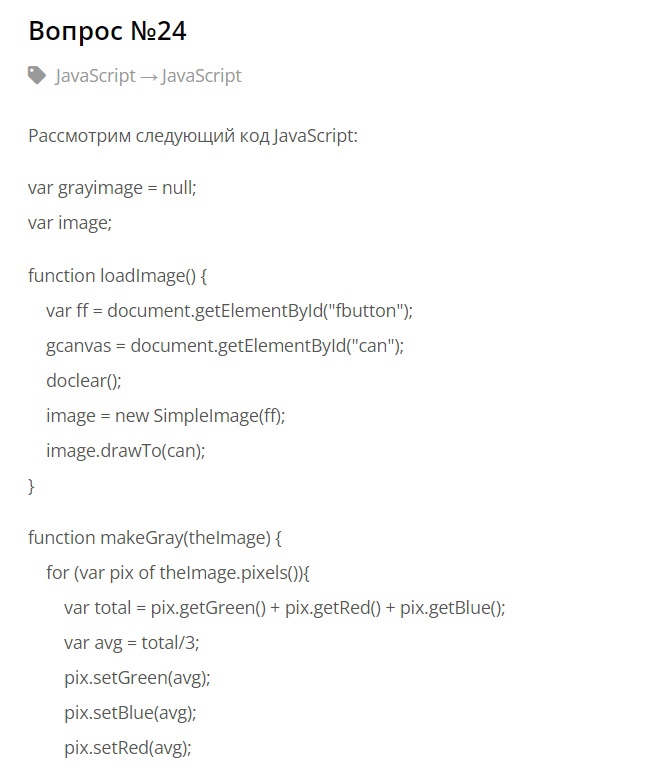 Вопрос №24
JavaScript → JavaScript
Рассмотрим следующий код JavaScript:
var grayimage = null;
var image;
function loadImage() {
var ff = document.getElementById("fbutton");
gcanvas = document.getElementById("can");
doclear();
image = new SimpleImage(ff);
image.drawTo(can);
}
function makeGray(theImage) {
for (var pix of theImage.pixels()){
var total = pix.getGreen() + pix.getRed() + pix.getBlue();
var avg = total/3;
pix.setGreen(avg);
pix.setBlue(avg);
pix.setRed(avg);